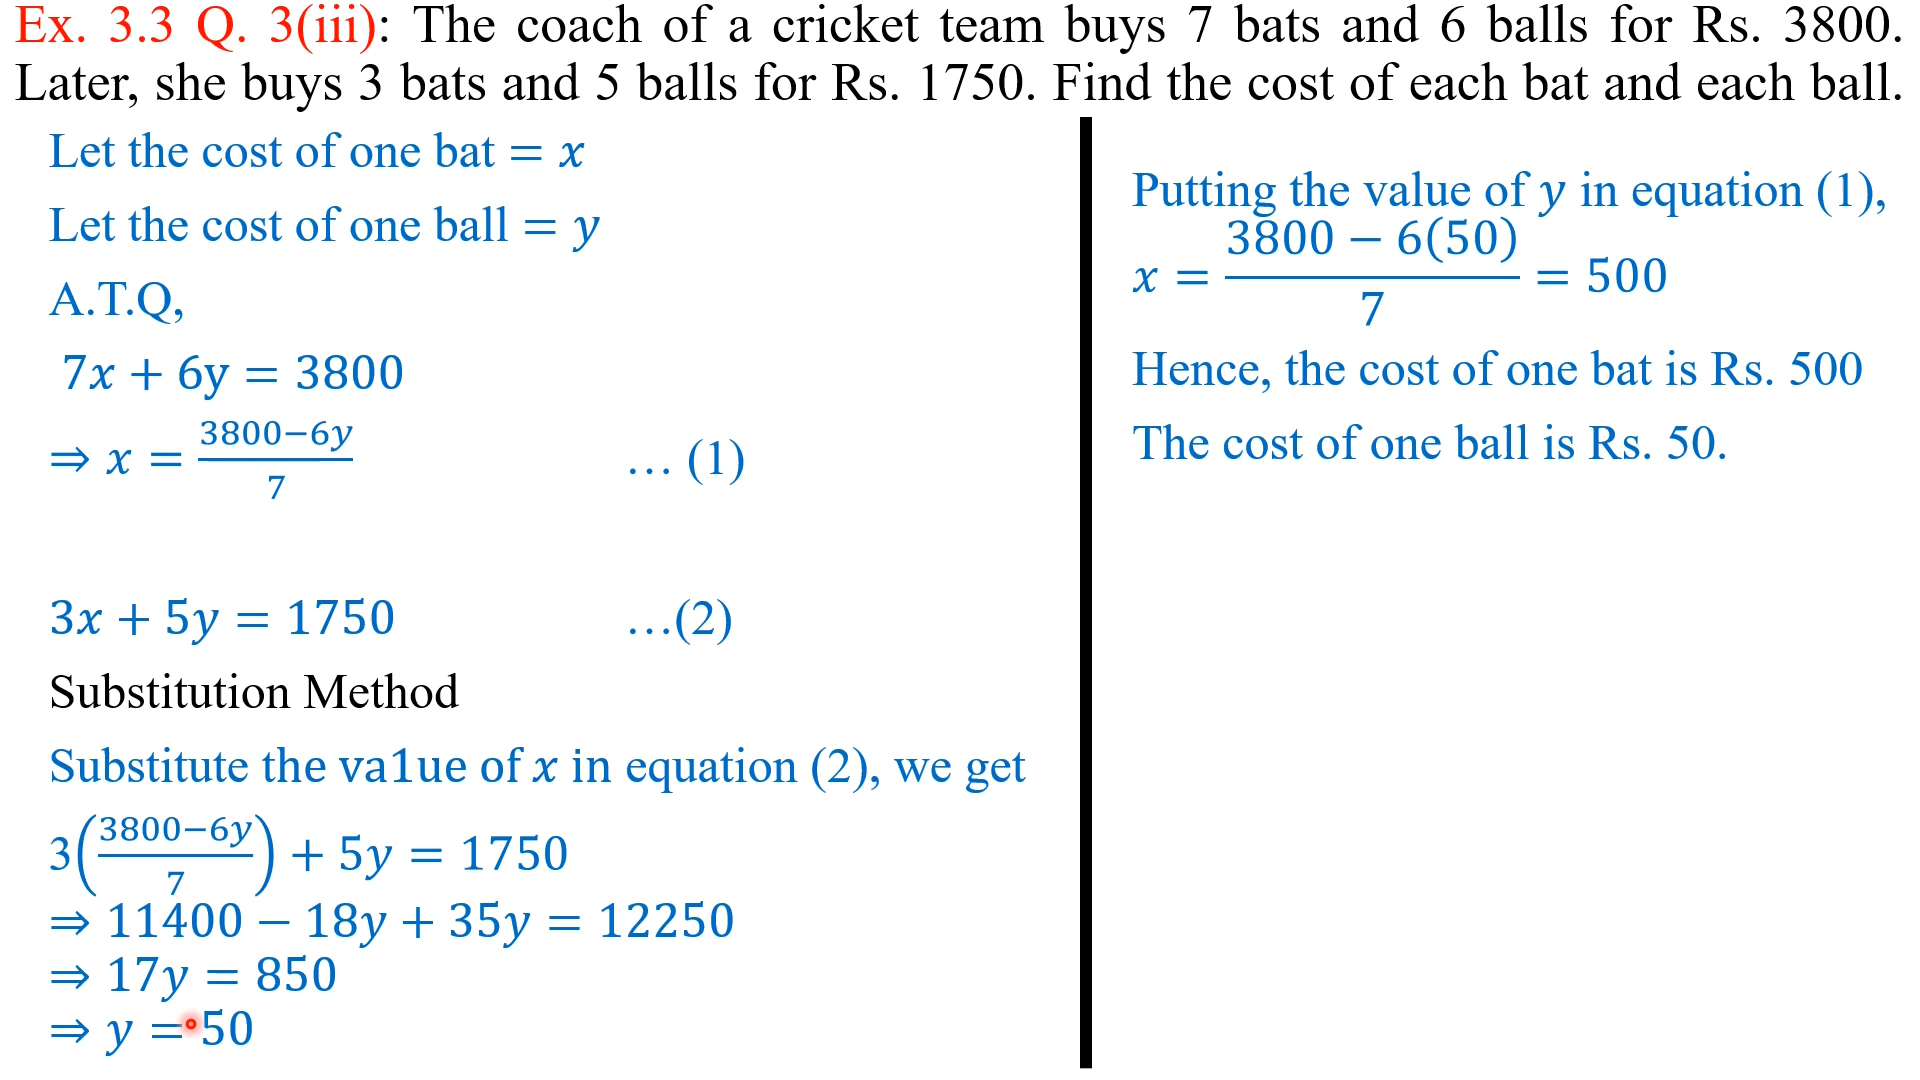 Ex. 3.3 Q. 3(iii): The coach of a cricket team buys 7 bats and 6 balls for Rs. 3800.
Later, she buys 3 bats and 5 balls for Rs. 1750. Find the cost of each bat and each ball.
Let the cost of one bat = x
Let the cost of one ball = y
A.T.Q,
7x + 6y = 3800
⇒ x = (3800−6y)/7 … (1)
3x + 5y = 1750 …(2)
Substitution Method
Substitute the va1ue of x in equation (2), we get
3((3800−6y)/7) + 5y = 1750
⇒ 11400 − 18y + 35y = 12250
⇒ 17y = 850
⇒ y = 50
Putting the value of y in equation (1),
x = (3800 − 6(50))/7 = 500
Hence, the cost of one bat is Rs. 500
The cost of one ball is Rs. 50.